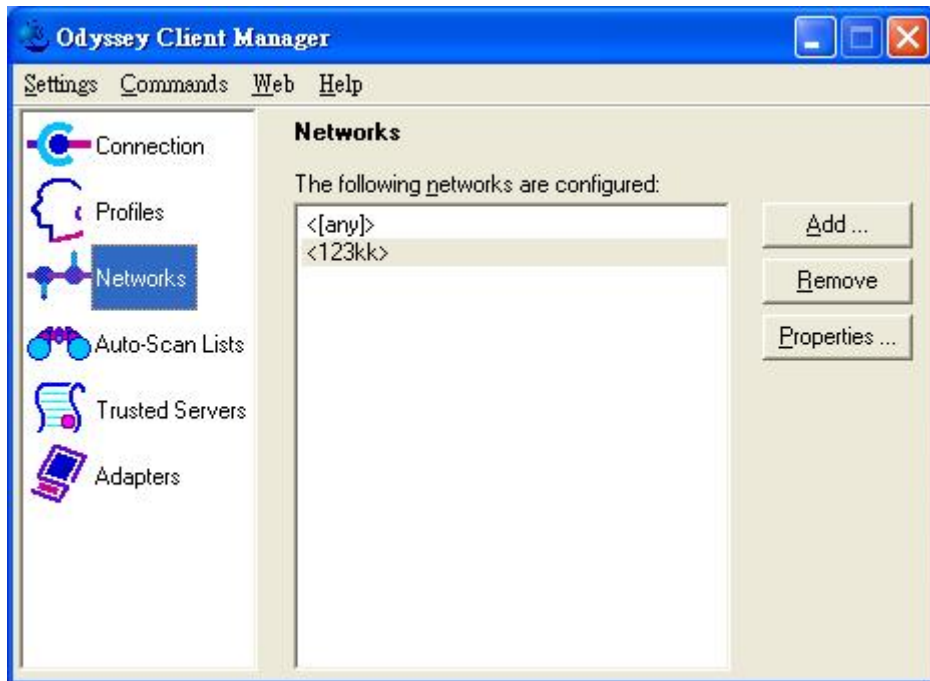 Odyssey Client Manager
Settings Commands Web Help
Connection
Profiles
Networks
Auto-Scan Lists
Trusted Servers
Adapters
Networks
The following networks are configured:
<[any]>
<123kk>
Add ...
Remove
Properties ...